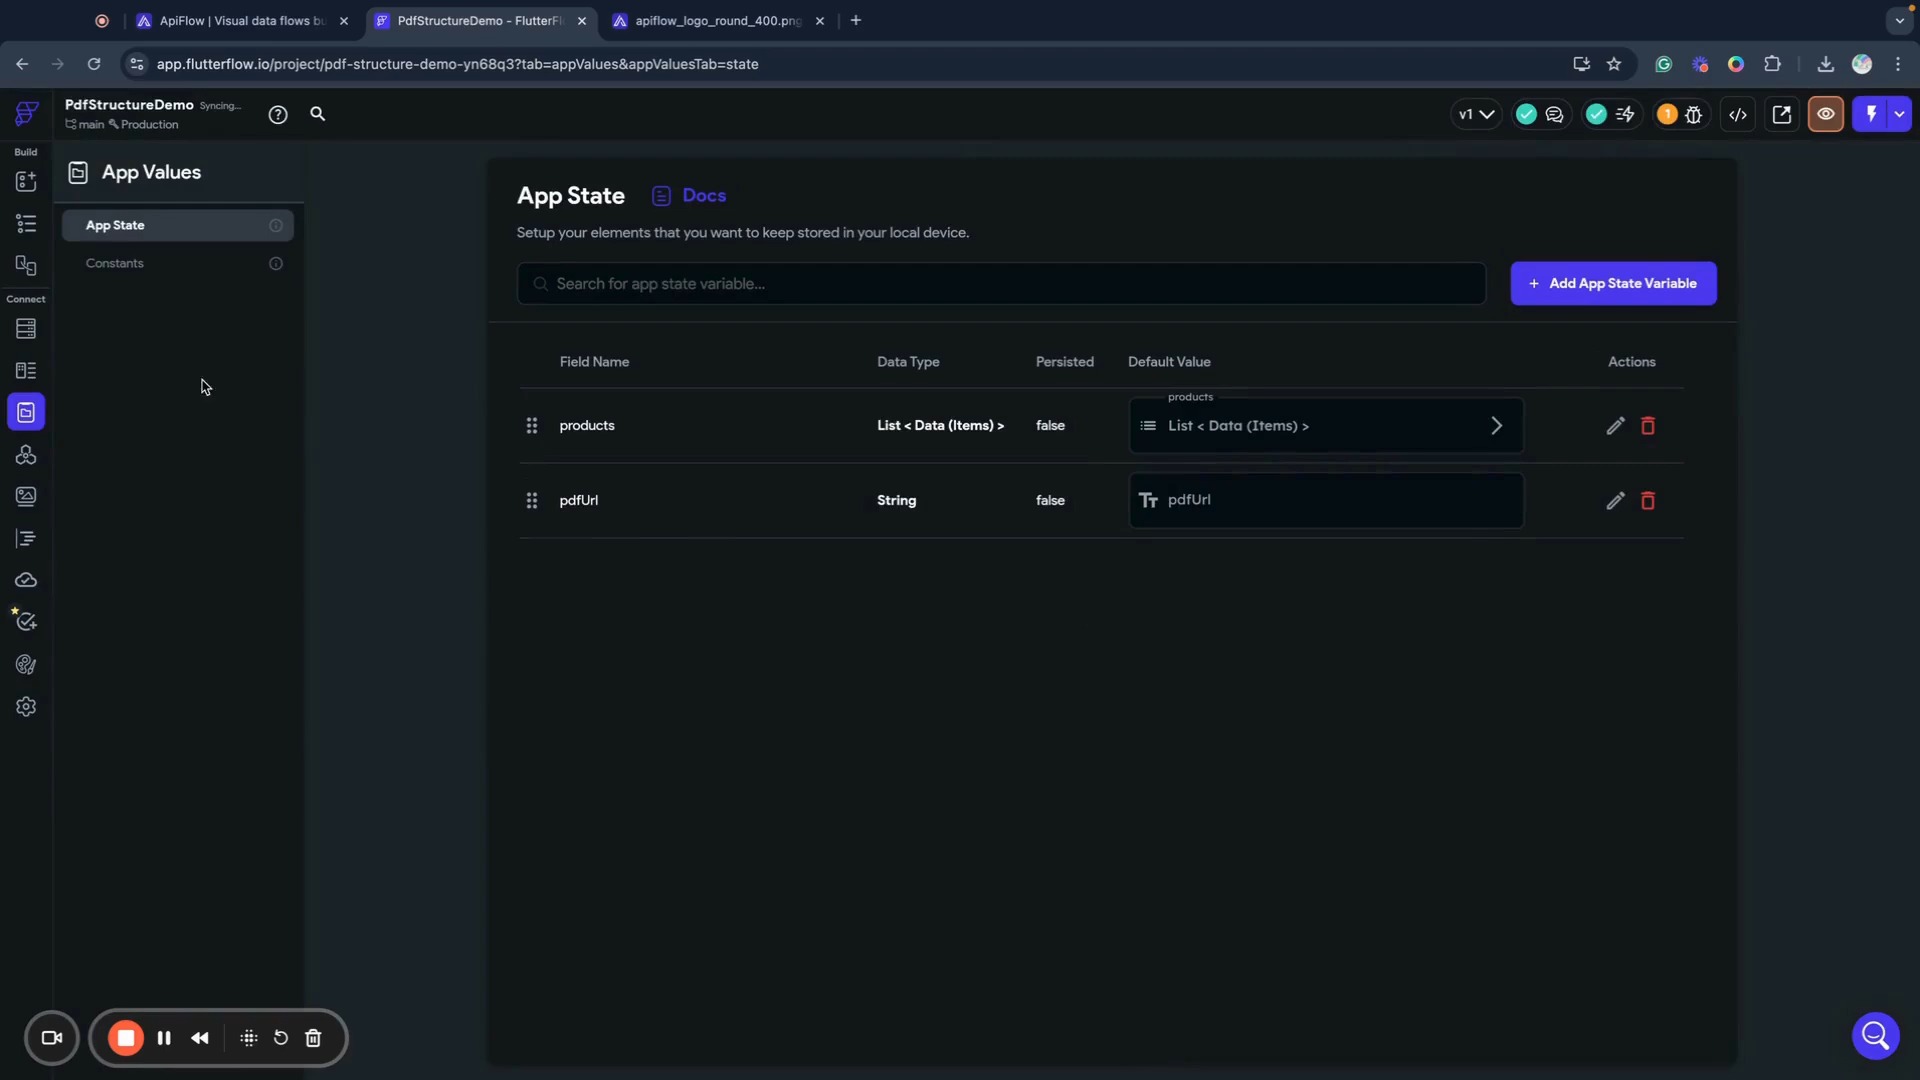 ApiFlow | Visual data flows bu
PdfStructureDemo - FlutterFl
apiflow_logo_round_400.png
app.flutterflow.io/project/pdf-structure-demo-yn68q3?tab=appValues&appValuesTab=state
PdfStructureDemo Syncing...
main Production
v1
1
Build
App Values
App State
Constants
Connect
App State Docs
Setup your elements that you want to keep stored in your local device.
Search for app state variable...
+ Add App State Variable
Field Name Data Type Persisted Default Value Actions
products
products List < Data (Items) > false List < Data (Items) >
pdfUrl String false Tt pdfUrl